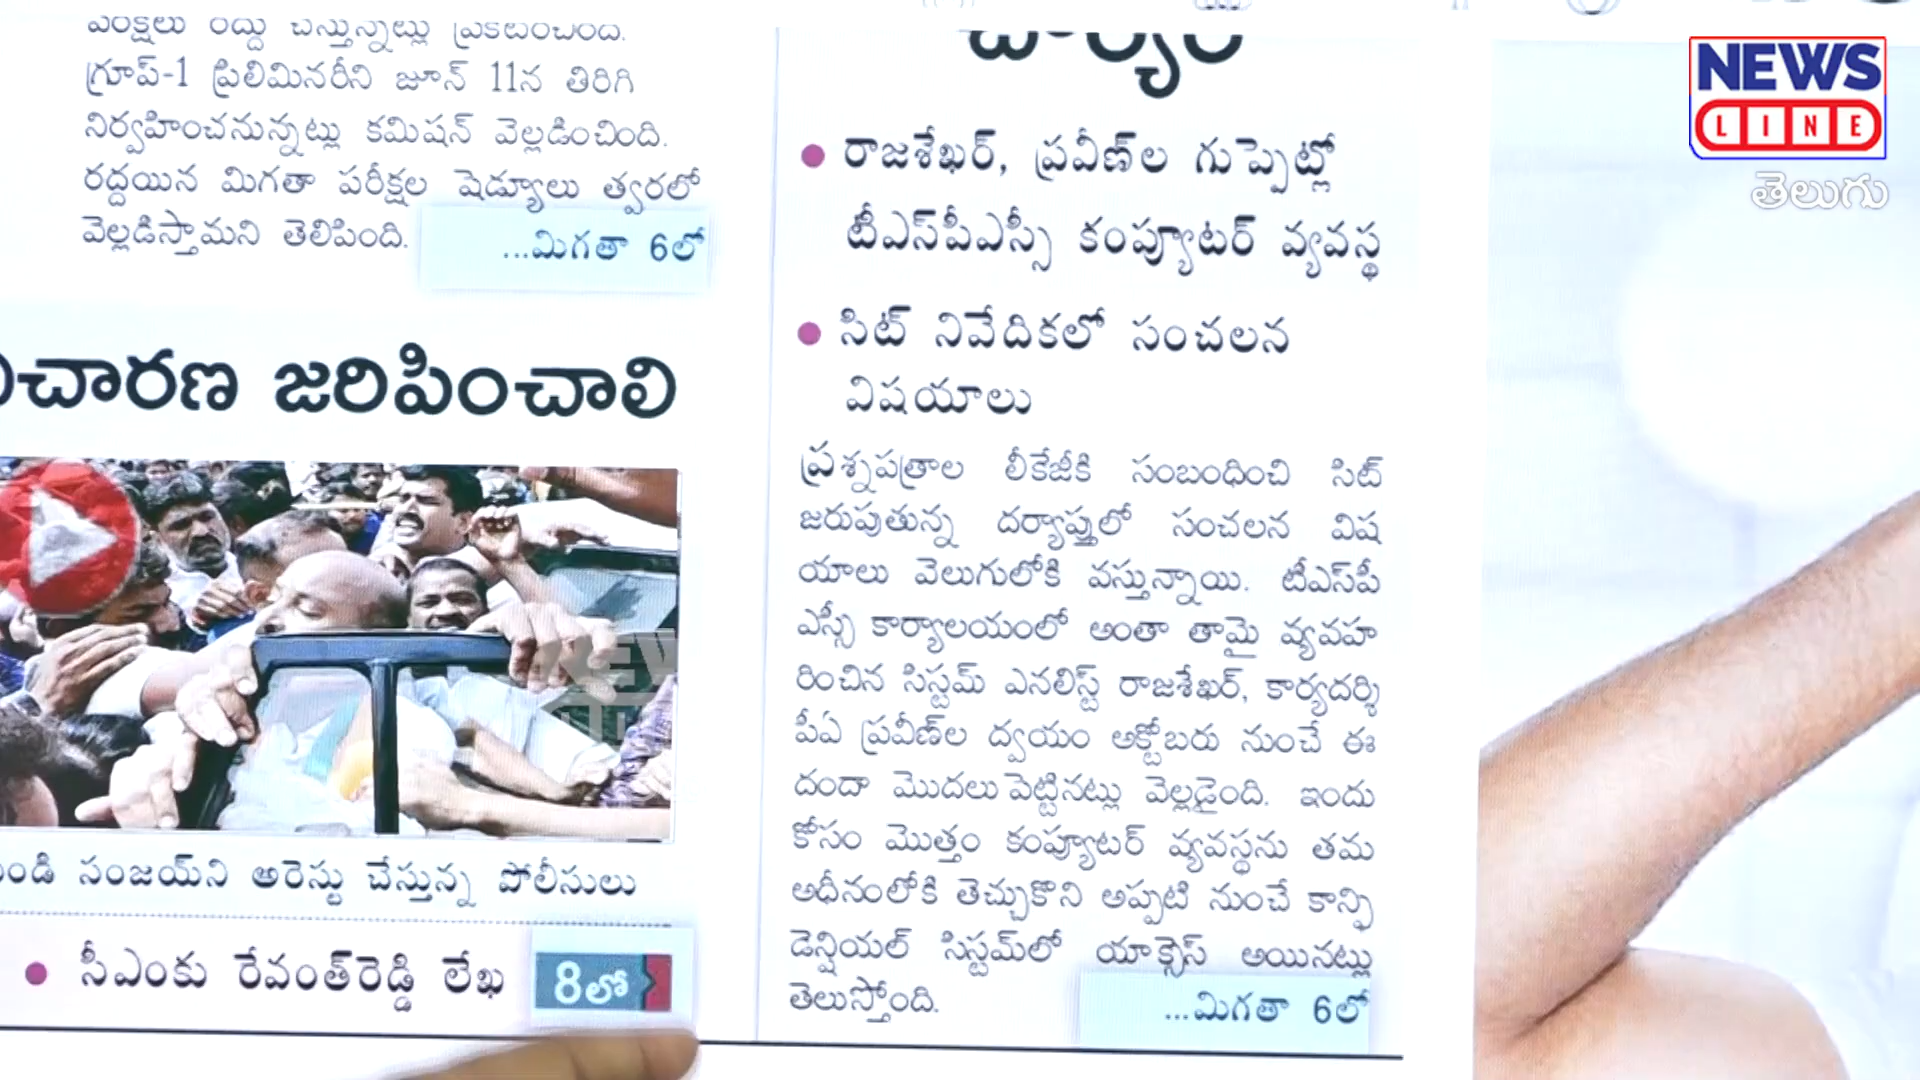 గ్రూప్-1 ప్రిలిమినరీని జూన్ 11న తిరిగి
నిర్వహించనున్నట్లు కమిషన్ వెల్లడించింది.
రద్దయిన మిగతా పరీక్షల షెడ్యూలు త్వరలో
వెల్లడిస్తామని తెలిపింది.
...మిగతా 6లో
విచారణ జరిపించాలి
బండి సంజయ్‌ని అరెస్టు చేస్తున్న పోలీసులు
● సీఎంకు రేవంత్‌రెడ్డి లేఖ
8లో
● రాజశేఖర్, ప్రవీణ్‌ల గుప్పెట్లో
టీఎస్‌పీఎస్సీ కంప్యూటర్ వ్యవస్థ
● సిట్ నివేదికలో సంచలన
విషయాలు
ప్రశ్నపత్రాల లీకేజీకి సంబంధించి సిట్
జరుపుతున్న దర్యాప్తులో సంచలన విష
యాలు వెలుగులోకి వస్తున్నాయి. టీఎస్‌పీ
ఎస్సీ కార్యాలయంలో అంతా తామై వ్యవహ
రించిన సిస్టమ్ ఎనలిస్ట్ రాజశేఖర్, కార్యదర్శి
పీఏ ప్రవీణ్‌ల ద్వయం అక్టోబరు నుంచే ఈ
దందా మొదలుపెట్టినట్లు వెల్లడైంది. ఇందు
కోసం మొత్తం కంప్యూటర్ వ్యవస్థను తమ
అధీనంలోకి తెచ్చుకొని అప్పటి నుంచే కాన్ఫి
డెన్షియల్ సిస్టమ్‌లో యాక్సెస్ అయినట్లు
తెలుస్తోంది.
...మిగతా 6లో
NEWS
LINE
తెలుగు